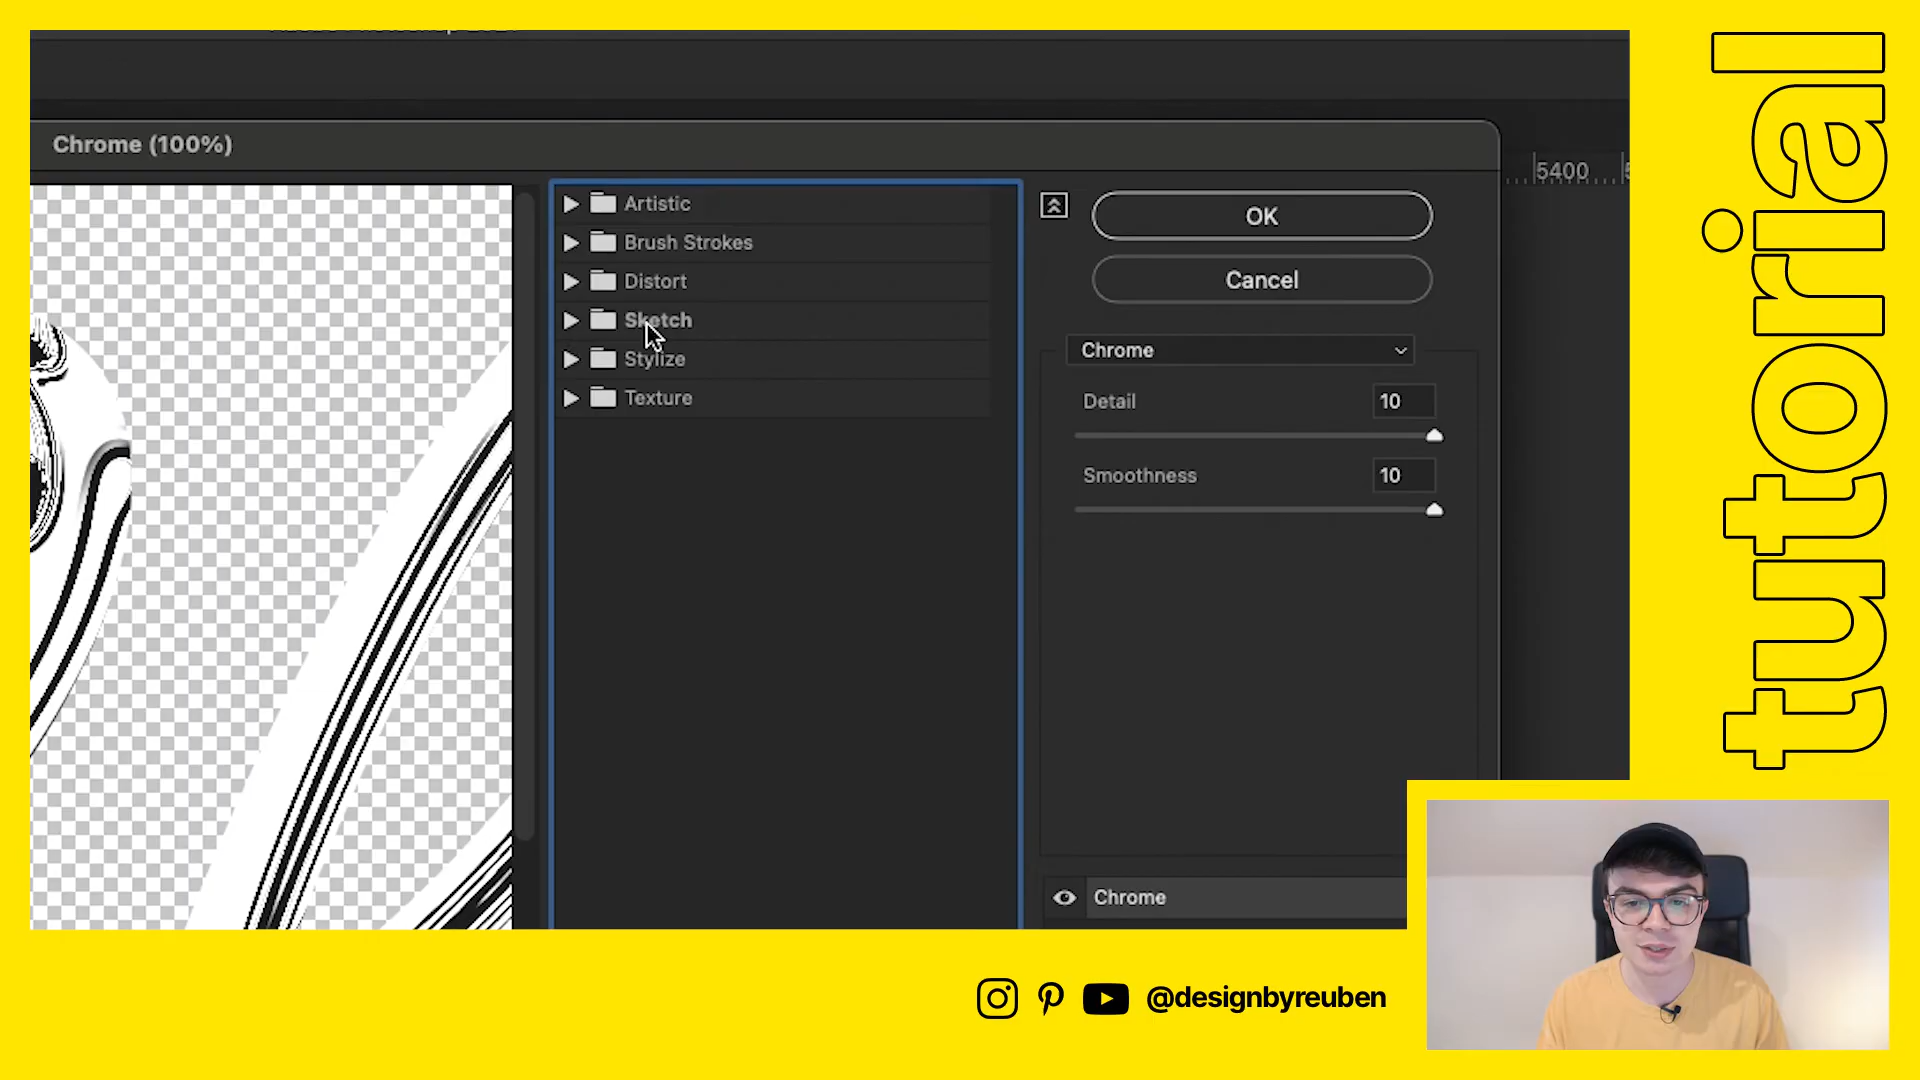 Chrome (100%)
5400
Artistic
Brush Strokes
Distort
Sketch
Stylize
Texture
OK
Cancel
Chrome
Detail
10
Smoothness
10
Chrome
tutorial
@designbyreuben